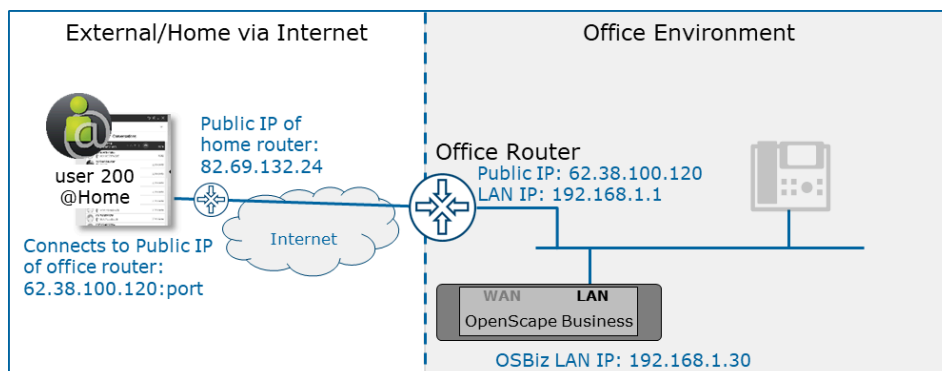 External/Home via Internet
Office Environment
Public IP of
home router:
82.69.132.24
@
user 200
@Home
Office Router
Public IP: 62.38.100.120
LAN IP: 192.168.1.1
Internet
Connects to Public IP
of office router:
62.38.100.120:port
WAN LAN
OpenScape Business
OSBiz LAN IP: 192.168.1.30